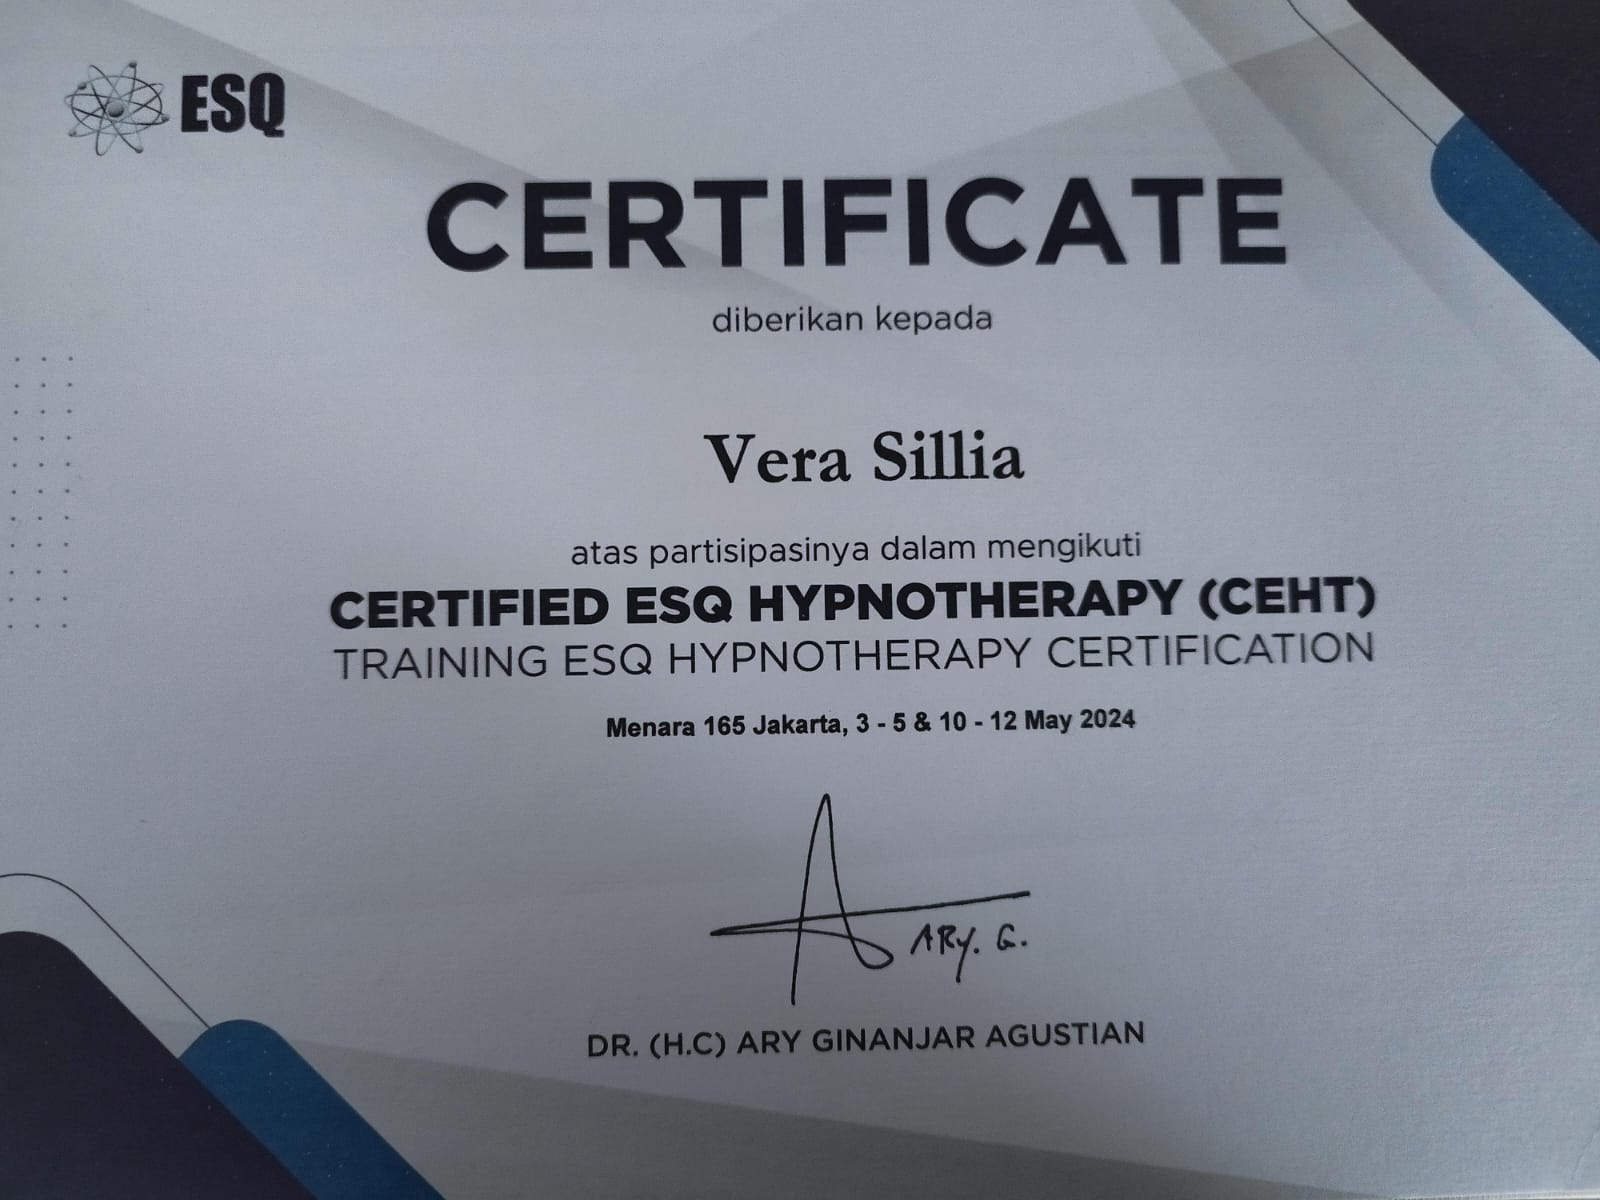 ESQ
CERTIFICATE
diberikan kepada
Vera Sillia
atas partisipasinya dalam mengikuti
CERTIFIED ESQ HYPNOTHERAPY (CEHT)
TRAINING ESQ HYPNOTHERAPY CERTIFICATION
Menara 165 Jakarta, 3 - 5 & 10 - 12 May 2024
ARY. G.
DR. (H.C) ARY GINANJAR AGUSTIAN